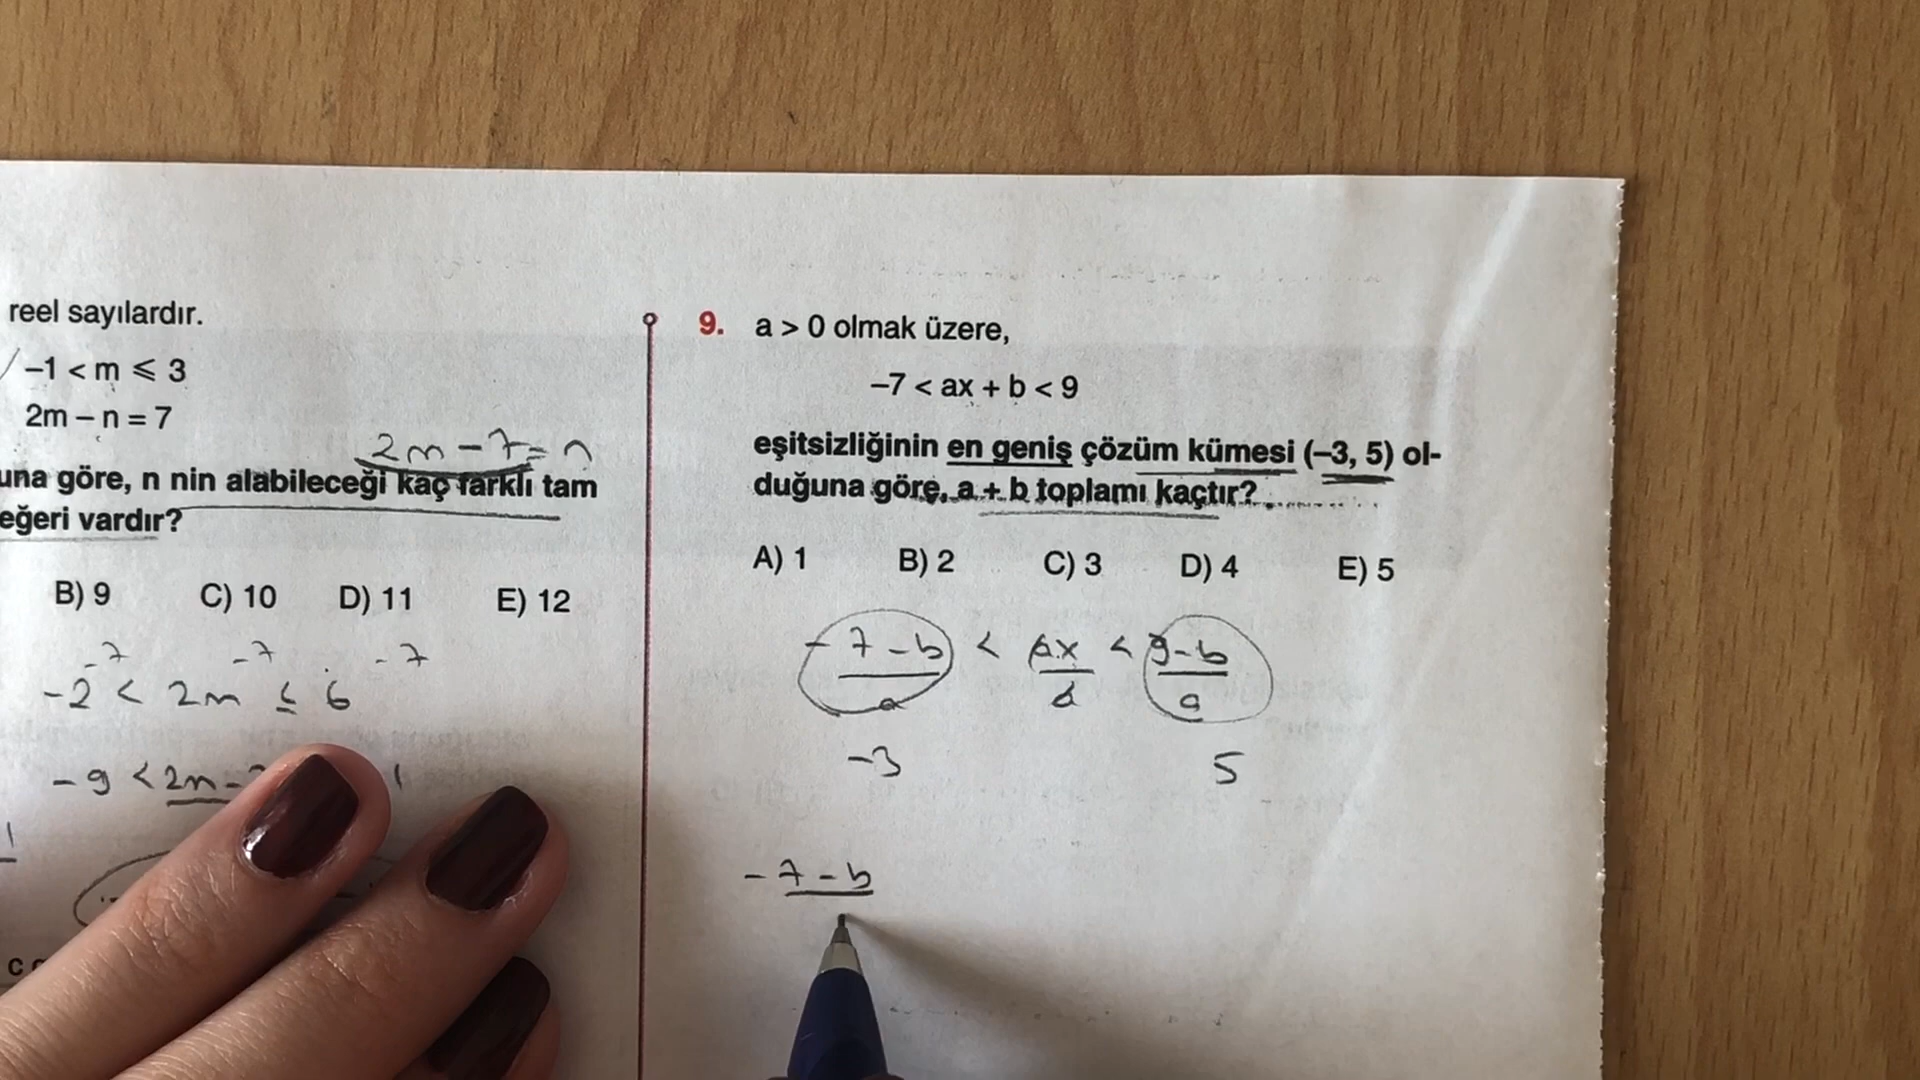 reel sayılardır.
-1 < m ⩽ 3
2m – n = 7
2m - 7 = n
una göre, n nin alabileceği kaç farklı tam
eğeri vardır?
B) 9 C) 10 D) 11 E) 12
-7 -7 -7
-2 < 2m ≤ 6
-9 < 2m -
9. a > 0 olmak üzere,
–7 < ax + b < 9
eşitsizliğinin en geniş çözüm kümesi (–3, 5) ol-
duğuna göre, a + b toplamı kaçtır?
A) 1 B) 2 C) 3 D) 4 E) 5
-7-b < ax < 9-b
a a a
-3 5
-7-b